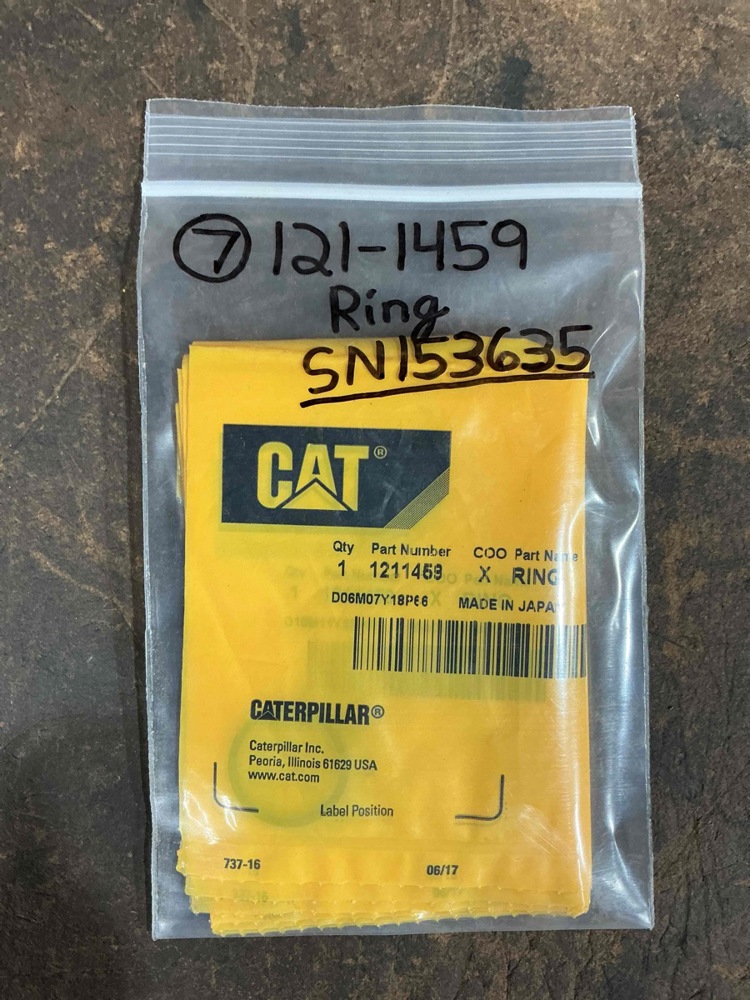 7 121-1459
Ring
SN153635
CAT®
Qty Part Number COO Part Name
1 1211459 X RING
D06M07Y18P66 MADE IN JAPAN
CATERPILLAR®
Caterpillar Inc.
Peoria, Illinois 61629 USA
www.cat.com
Label Position
737-16 06/17